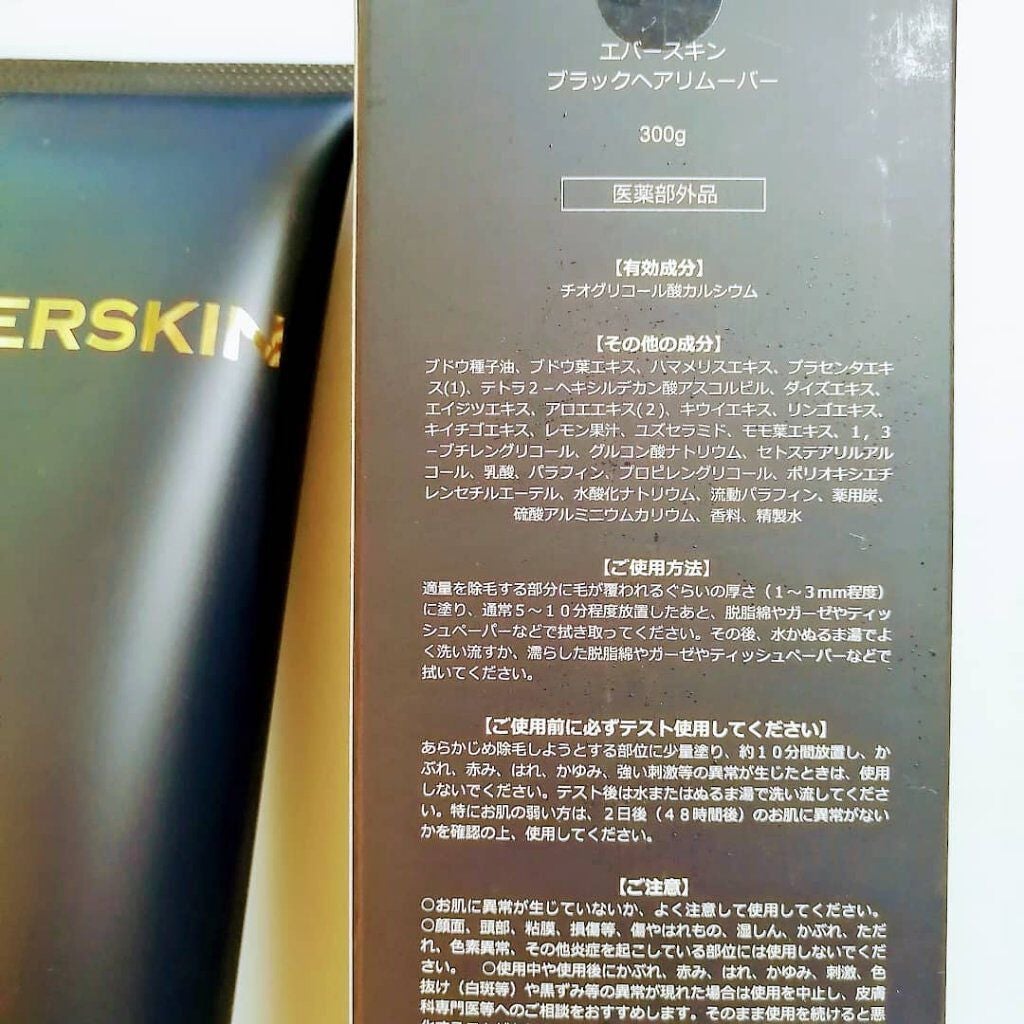 ERSKIN
エバースキン
ブラックヘアリムーバー
300g
医薬部外品
【有効成分】
チオグリコール酸カルシウム
【その他の成分】
ブドウ種子油、ブドウ葉エキス、ハマメリスエキス、プラセンタエキ
ス(1)、テトラ２－ヘキシルデカン酸アスコルビル、ダイズエキス、
エイジツエキス、アロエエキス(２)、キウイエキス、リンゴエキス、
キイチゴエキス、レモン果汁、ユズセラミド、モモ葉エキス、１，３
－ブチレングリコール、グルコン酸ナトリウム、セトステアリルアル
コール、乳酸、パラフィン、プロピレングリコール、ポリオキシエチ
レンセチルエーテル、水酸化ナトリウム、流動パラフィン、薬用炭、
硫酸アルミニウムカリウム、香料、精製水
【ご使用方法】
適量を除毛する部分に毛が覆われるぐらいの厚さ（１～３mm程度）
に塗り、通常５～１０分程度放置したあと、脱脂綿やガーゼやティッ
シュペーパーなどで拭き取ってください。その後、水かぬるま湯でよ
く洗い流すか、濡らした脱脂綿やガーゼやティッシュペーパーなどで
拭いてください。
【ご使用前に必ずテスト使用してください】
あらかじめ除毛しようとする部位に少量塗り、約１０分間放置し、か
ぶれ、赤み、はれ、かゆみ、強い刺激等の異常が生じたときは、使用
しないでください。テスト後は水またはぬるま湯で洗い流してくださ
い。特にお肌の弱い方は、２日後（４８時間後）のお肌に異常がない
かを確認の上、使用してください。
【ご注意】
○お肌に異常が生じていないか、よく注意して使用してください。
○顔面、頭部、粘膜、損傷等、傷やはれもの、湿しん、かぶれ、ただ
れ、色素異常、その他炎症を起こしている部位には使用しないでくだ
さい。　○使用中や使用後にかぶれ、赤み、はれ、かゆみ、刺激、色
抜け（白斑等）や黒ずみ等の異常が現れた場合は使用を中止し、皮膚
科専門医等へのご相談をおすすめします。そのまま使用を続けると悪